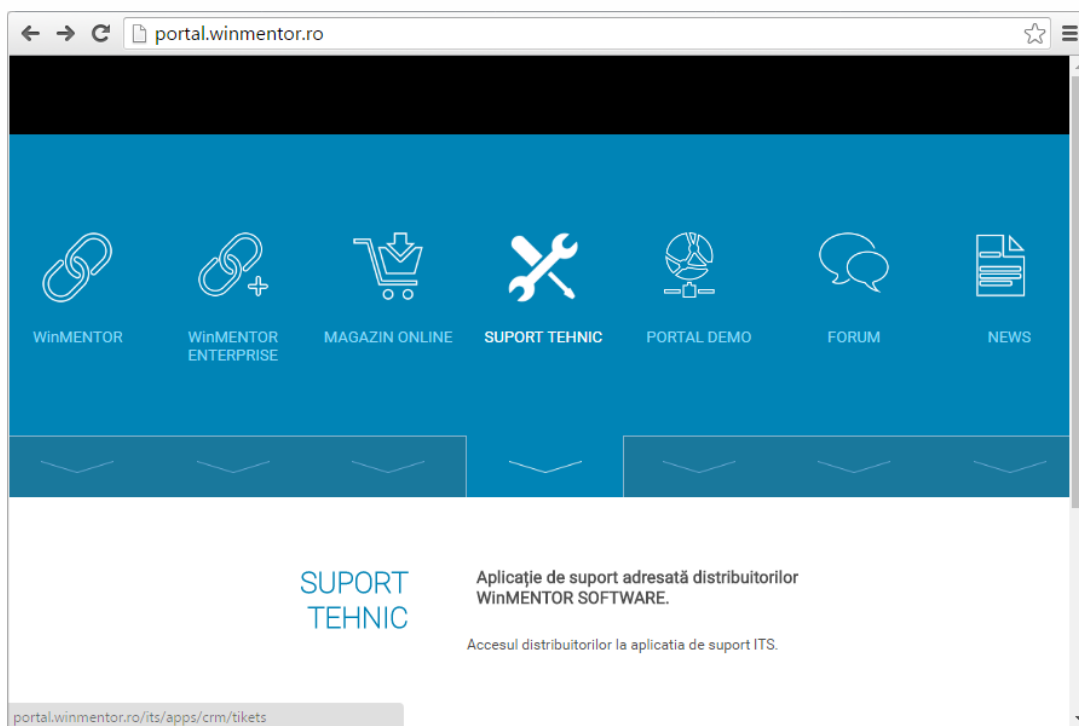 portal.winmentor.ro
WinMENTOR
WinMENTOR
ENTERPRISE
MAGAZIN ONLINE
SUPORT TEHNIC
PORTAL DEMO
FORUM
NEWS
SUPORT
TEHNIC
Aplicație de suport adresată distribuitorilor
WinMENTOR SOFTWARE.
Accesul distribuitorilor la aplicatia de suport ITS.
portal.winmentor.ro/its/apps/crm/tikets